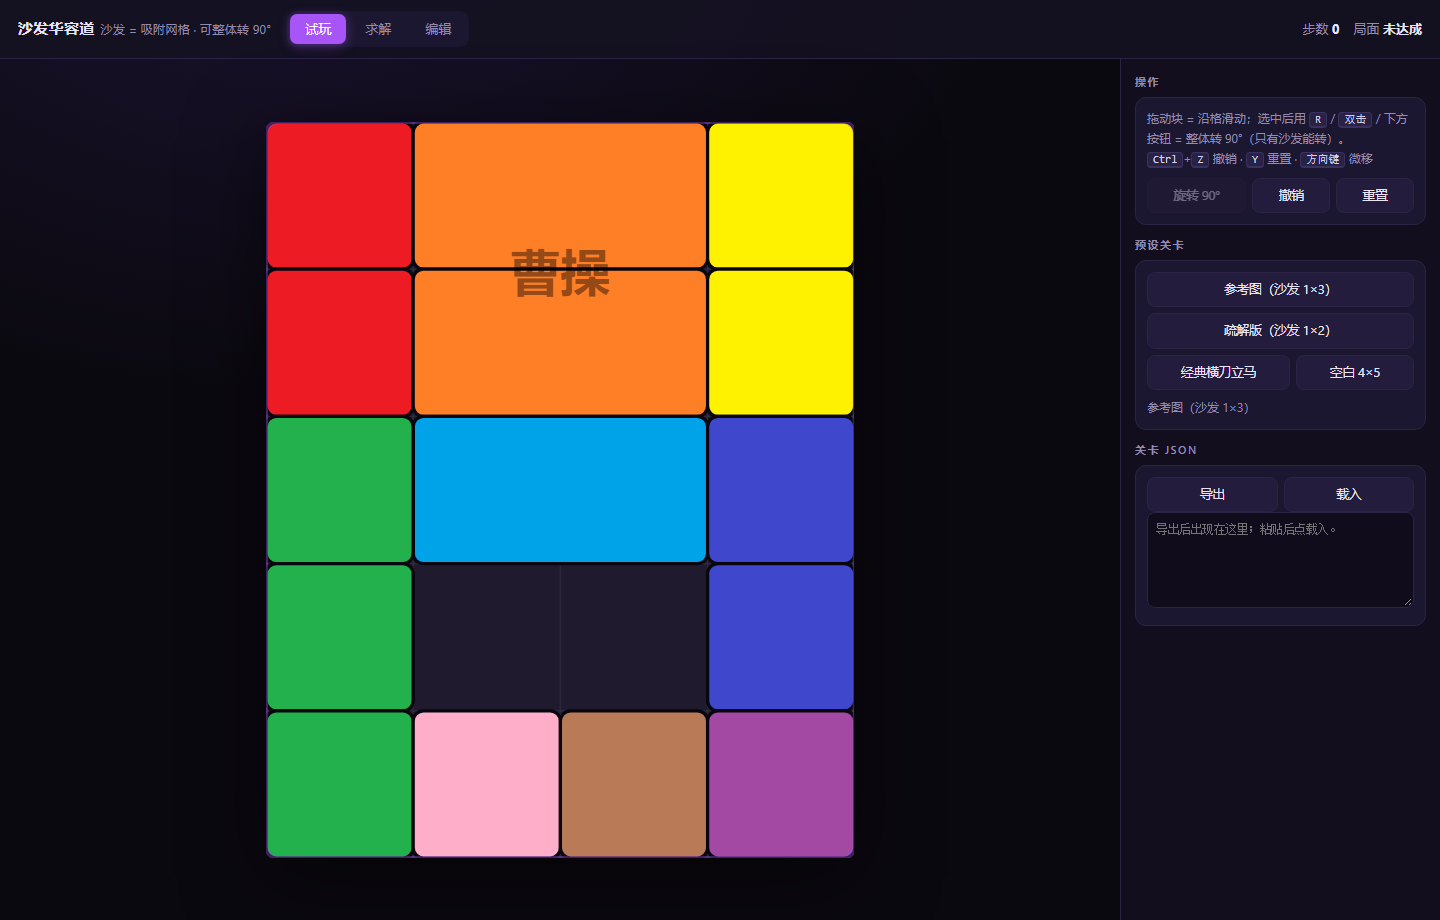 沙发华容道 沙发 = 吸附网格 · 可整体转 90° 试玩 求解 编辑 步数 0 局面 未达成
操作
拖动块 = 沿格滑动；选中后用 R / 双击 / 下方
按钮 = 整体转 90°（只有沙发能转）。
Ctrl + Z 撤销 · Y 重置 · 方向键 微移
旋转 90° 撤销 重置
曹操
预设关卡
参考图（沙发 1×3）
疏解版（沙发 1×2）
经典横刀立马 空白 4×5
参考图（沙发 1×3）
关卡 JSON
导出 载入
导出后出现在这里；粘贴后点载入。